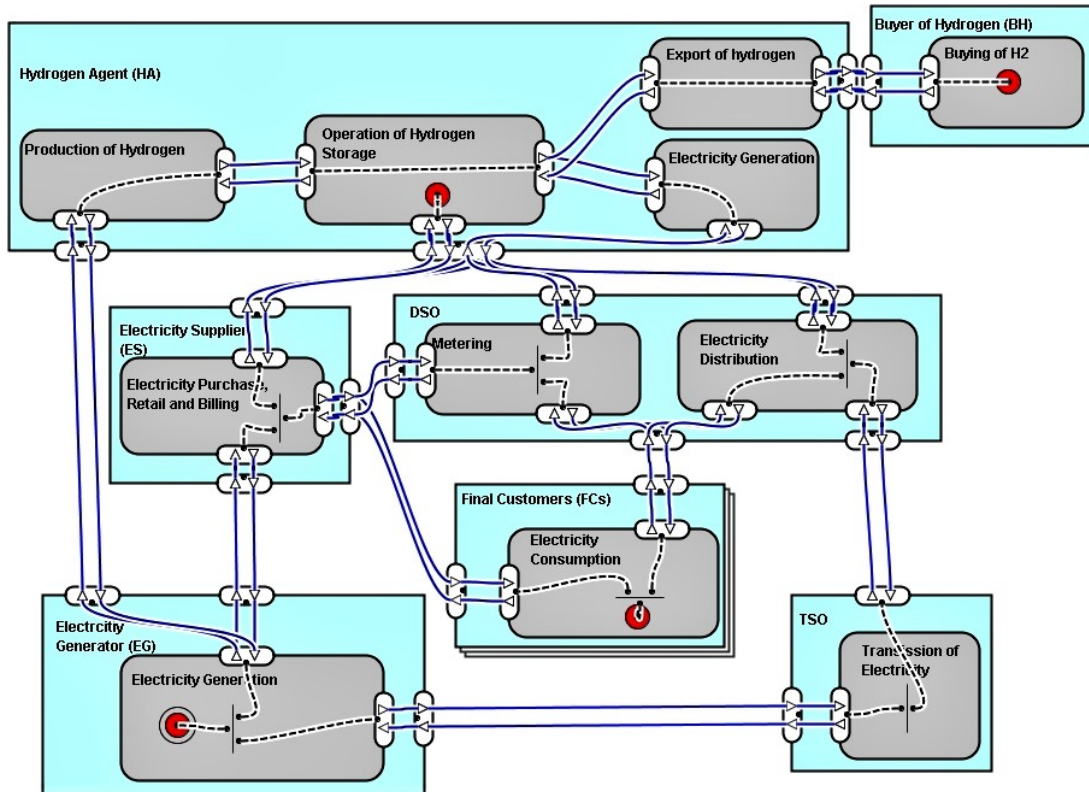 Buyer of Hydrogen (BH)
Export of hydrogen
Buying of H2
Hydrogen Agent (HA)
Operation of Hydrogen
Storage
Production of Hydrogen
Electricity Generation
DSO
Electricity Supplier
(ES)
Metering
Electricity
Distribution
Electricity Purchase,
Retail and Billing
Final Customers (FCs)
Electricity
Consumption
Electrcitiy
Generator (EG)
TSO
Transission of
Electricity
Electricity Generation